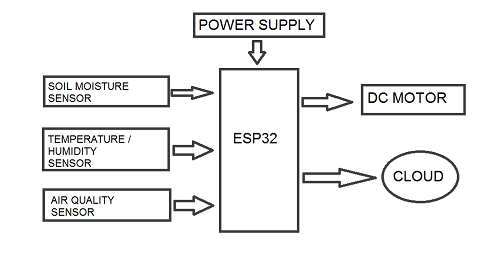 POWER SUPPLY
SOIL MOISTURE
SENSOR
TEMPERATURE /
HUMIDITY
SENSOR
AIR QUALITY
SENSOR
ESP32
DC MOTOR
CLOUD